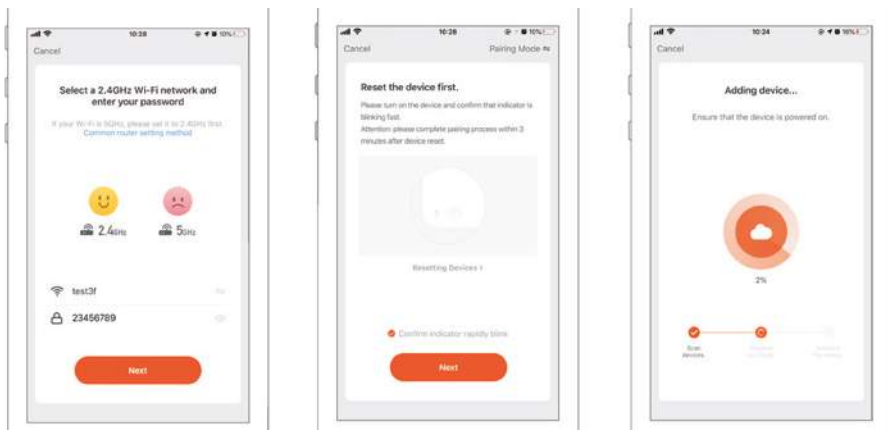 10:28
10%
Cancel
Select a 2.4GHz Wi-Fi network and
enter your password
If your Wi-Fi is 5GHz, please set it to 2.4GHz first.
Common router setting method
2.4GHz
5GHz
test3f
23456789
Next
10:28
10%
Cancel
Pairing Mode
Reset the device first.
Please turn on the device and confirm that indicator is
blinking fast.
Attention: please complete pairing process within 3
minutes after device reset.
Resetting Devices >
Confirm indicator rapidly blink
Next
10:34
10%
Cancel
Adding device...
Ensure that the device is powered on.
2%
Scan
devices.